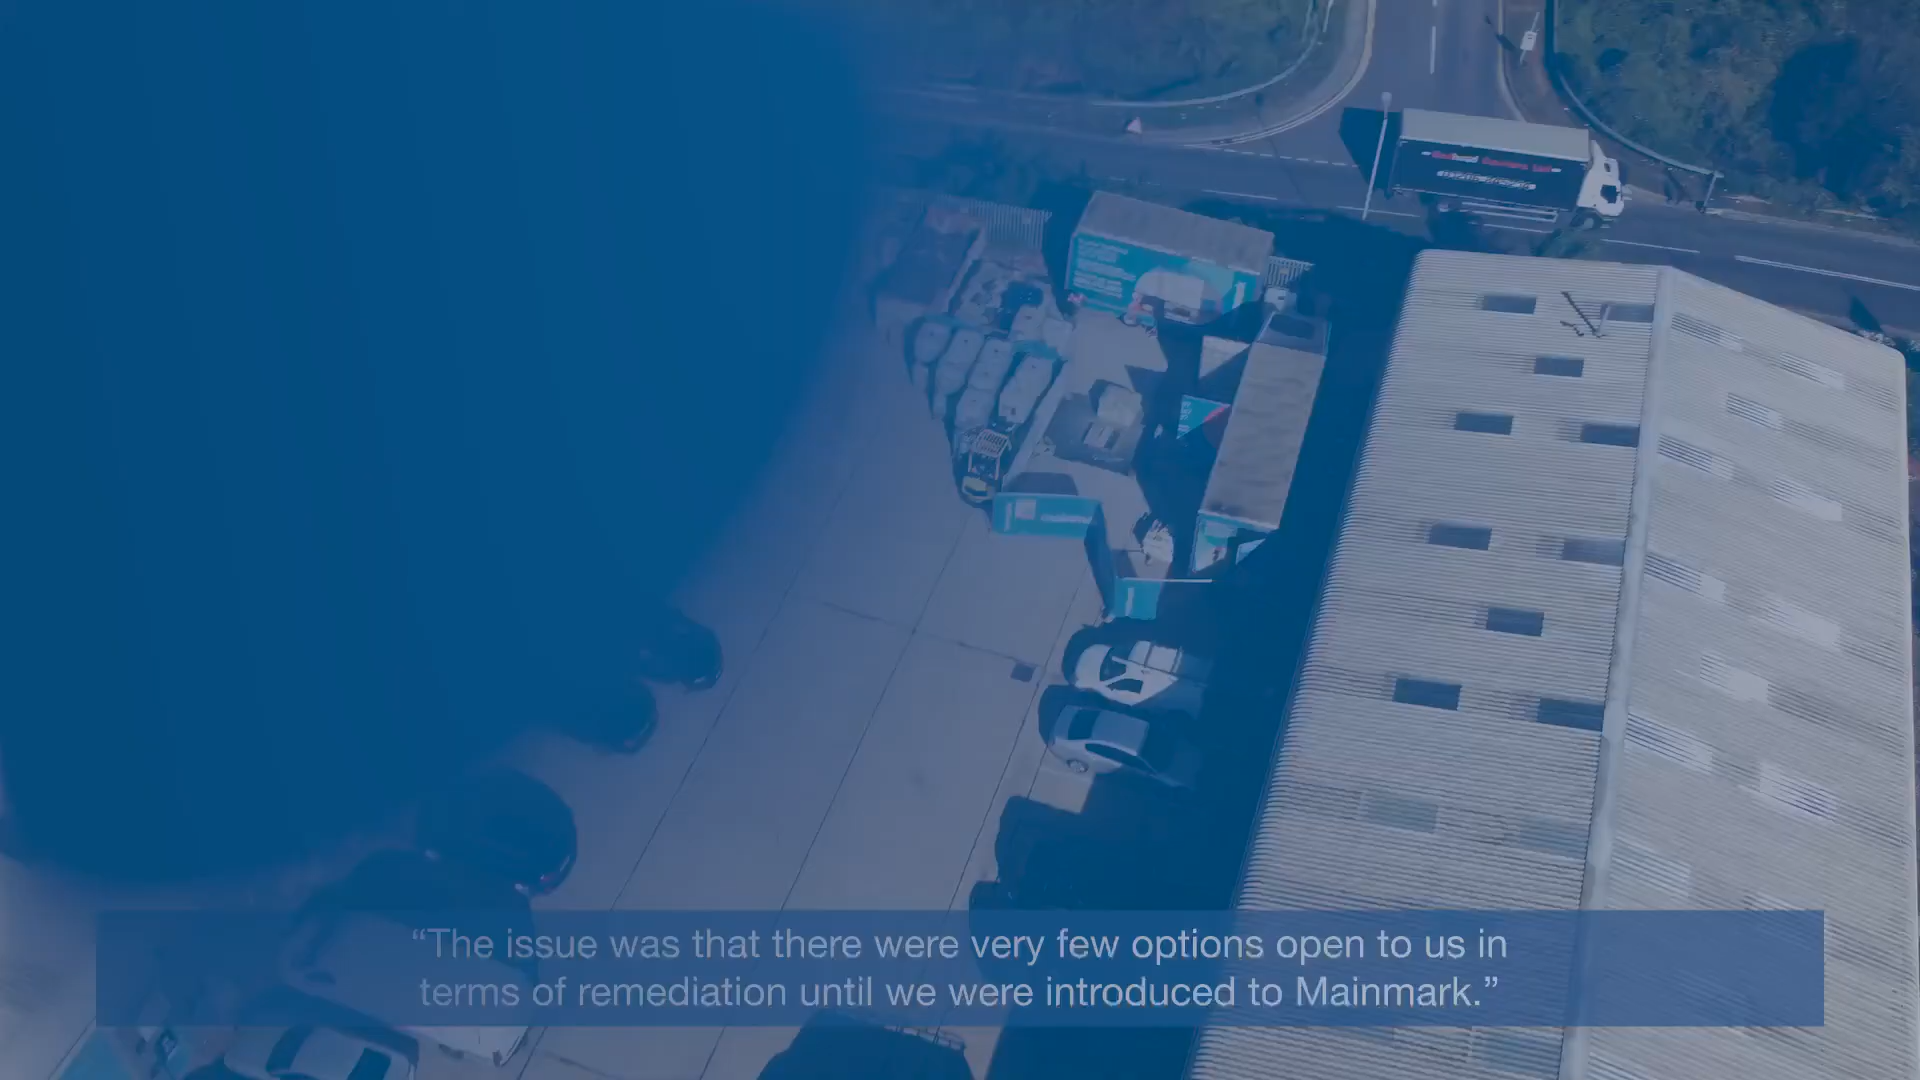 “The issue was that there were very few options open to us in
terms of remediation until we were introduced to Mainmark.”